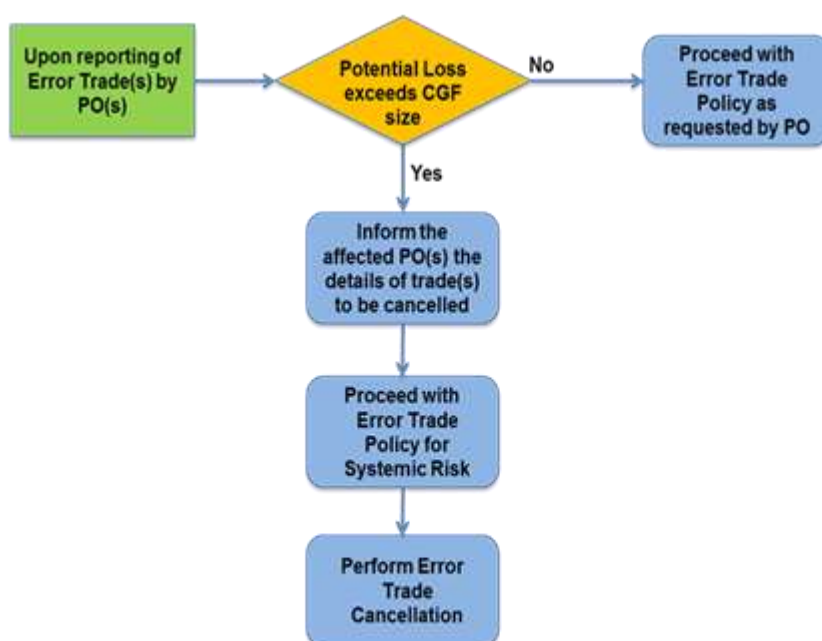 Upon reporting of
Error Trade(s) by
PO(s)
Potential Loss
exceeds CGF
size
No
Proceed with
Error Trade
Policy as
requested by PO
Yes
Inform the
affected PO(s) the
details of trade(s)
to be cancelled
Proceed with
Error Trade
Policy for
Systemic Risk
Perform Error
Trade
Cancellation